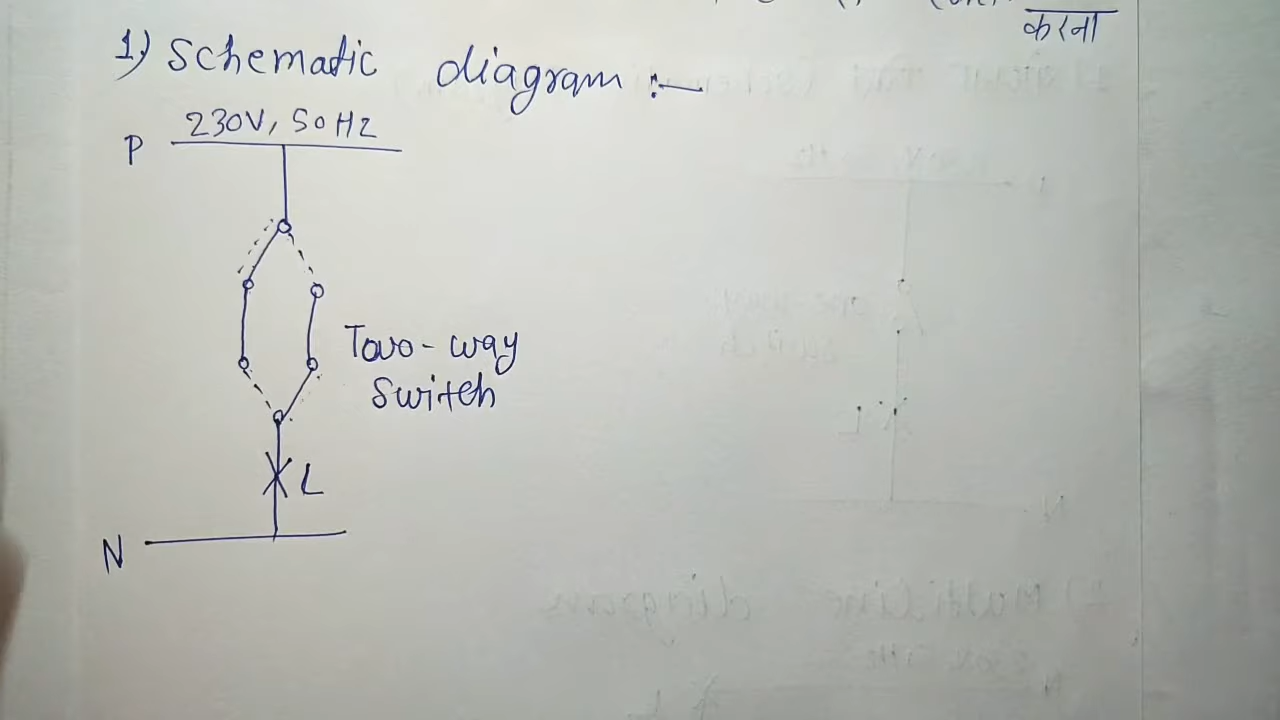 करना
1) Schematic diagram :-
230V, 50HZ
P
Two-way
Switch
L
N